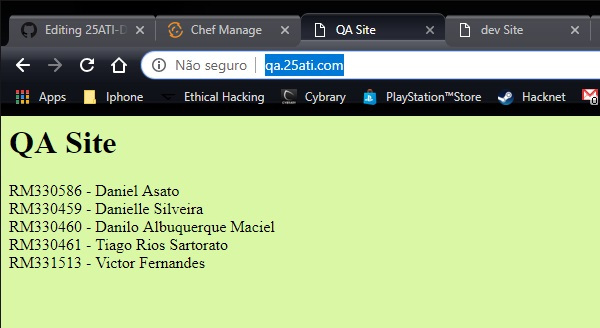 Editing 25ATI-D
Chef Manage
QA Site
dev Site
Não seguro
qa.25ati.com
Apps
Iphone
Ethical Hacking
Cybrary
PlayStation™Store
Hacknet
QA Site
RM330586 - Daniel Asato
RM330459 - Danielle Silveira
RM330460 - Danilo Albuquerque Maciel
RM330461 - Tiago Rios Sartorato
RM331513 - Victor Fernandes